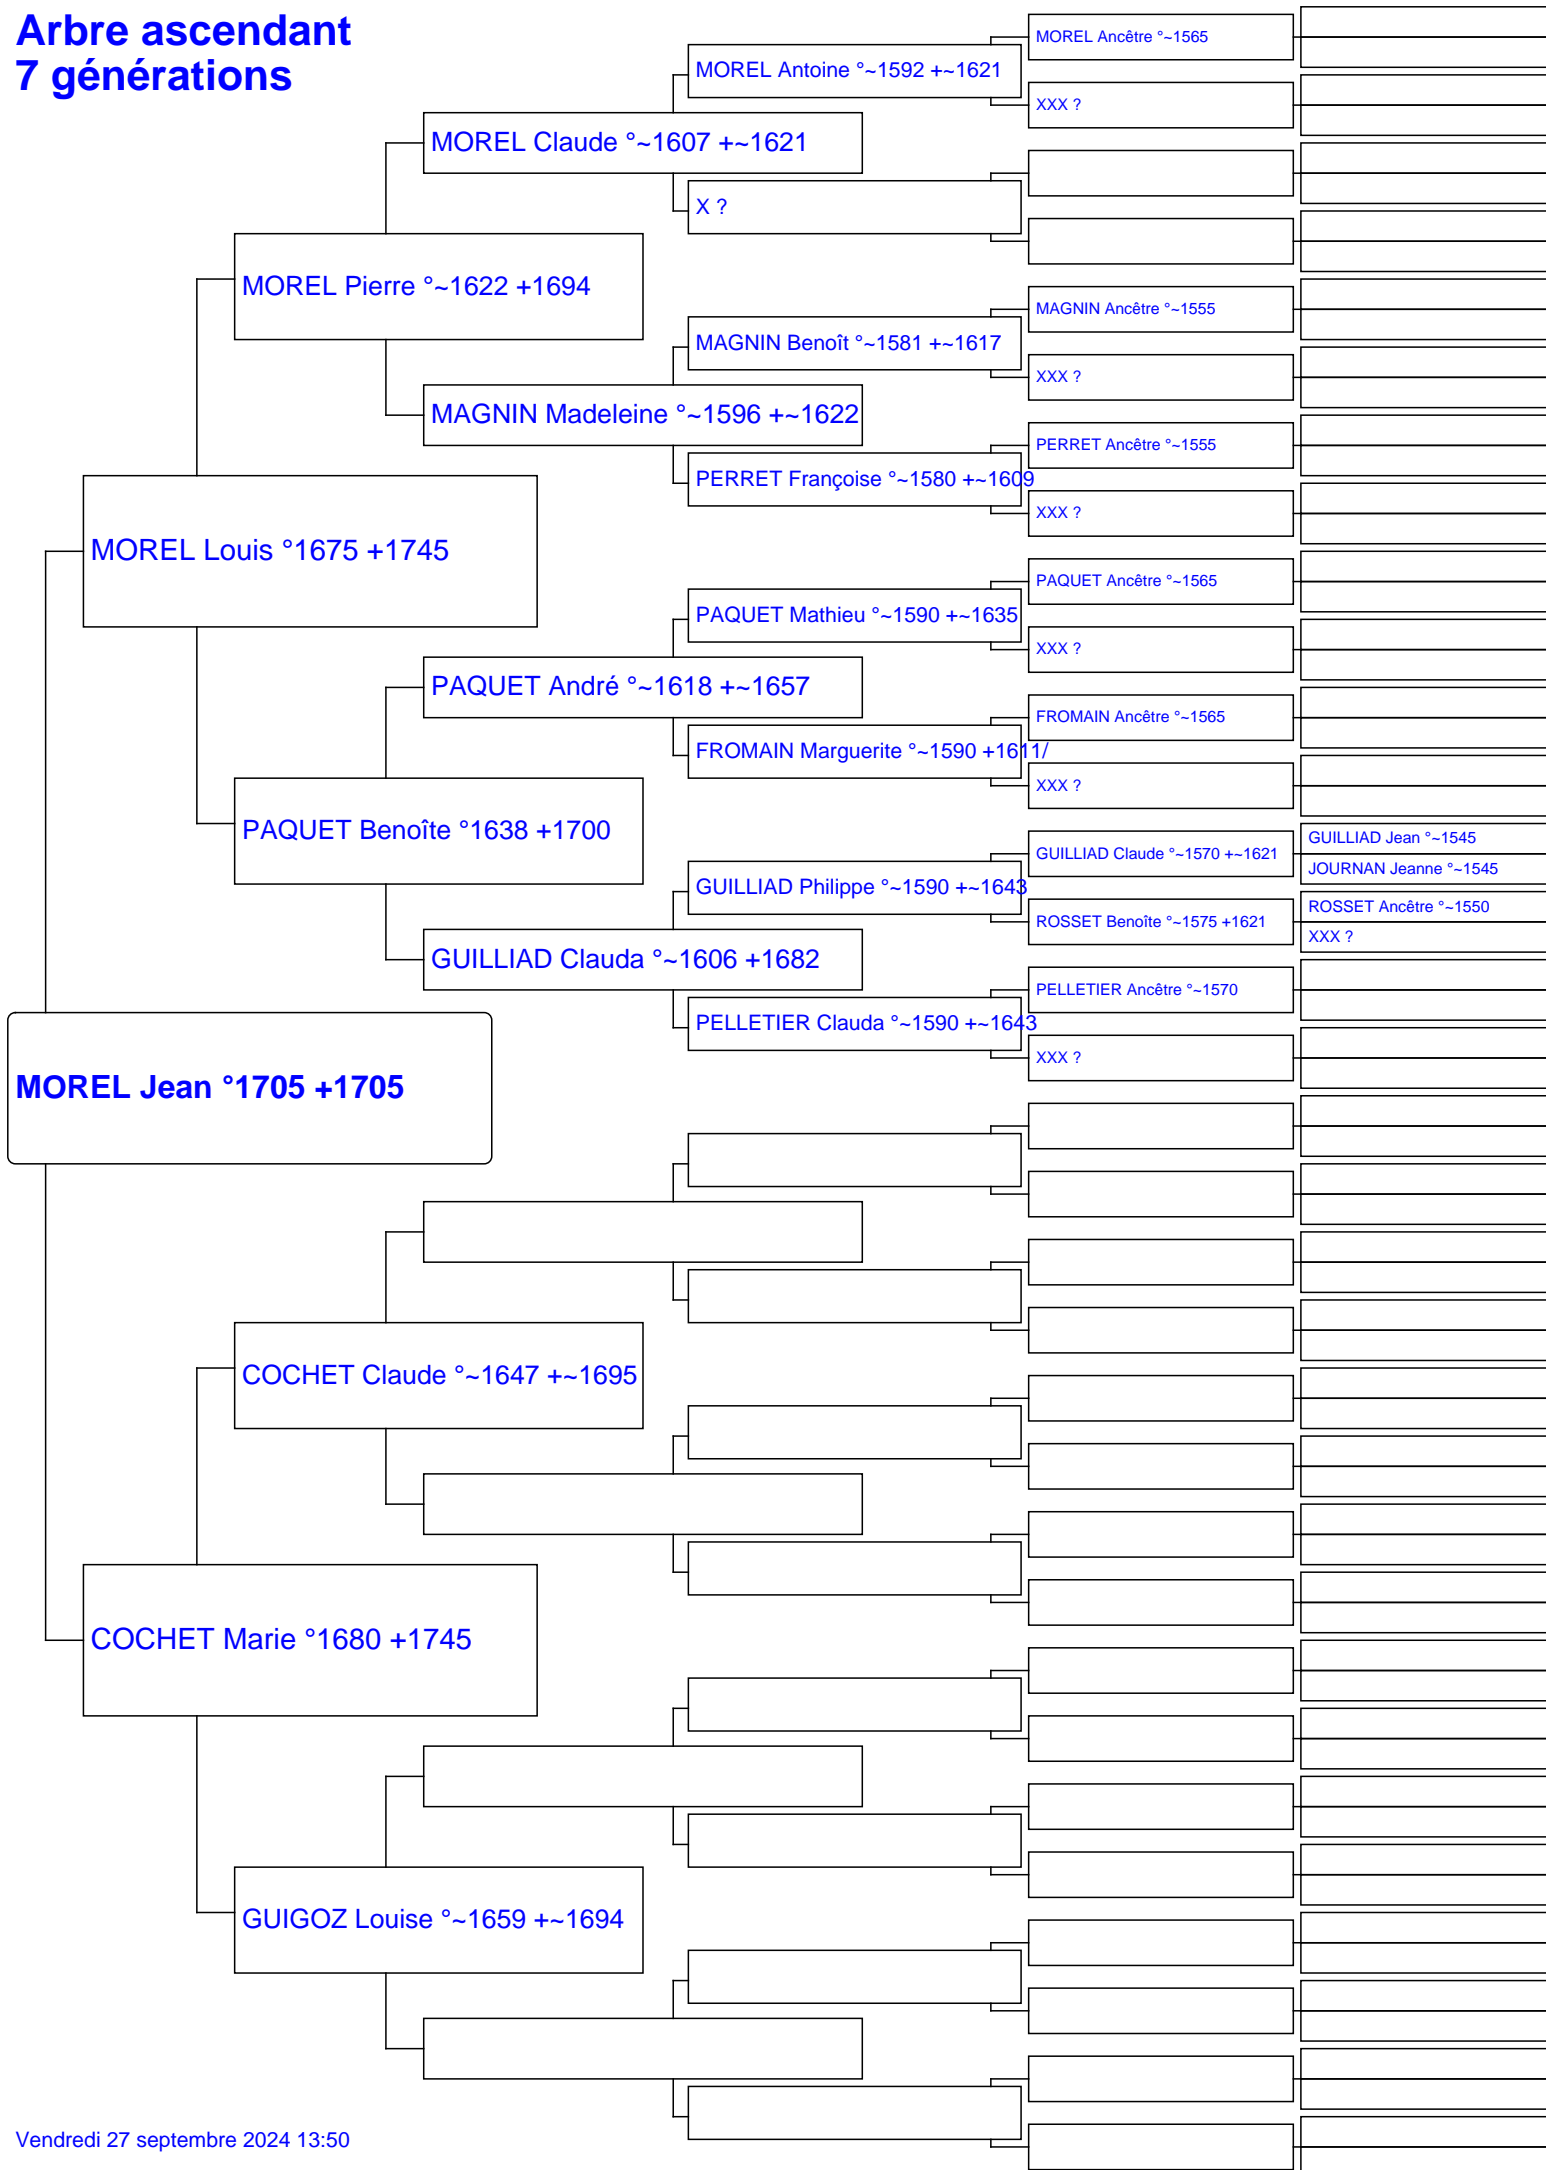 Arbre ascendant
7 générations
MOREL Ancêtre °~1565
MOREL Antoine °~1592 +~1621
XXX ?
MOREL Claude °~1607 +~1621
X ?
MOREL Pierre °~1622 +1694
MAGNIN Ancêtre °~1555
MAGNIN Benoît °~1581 +~1617
XXX ?
MAGNIN Madeleine °~1596 +~1622
PERRET Ancêtre °~1555
PERRET Françoise °~1580 +~1609
XXX ?
MOREL Louis °1675 +1745
PAQUET Ancêtre °~1565
PAQUET Mathieu °~1590 +~1635
XXX ?
PAQUET André °~1618 +~1657
FROMAIN Ancêtre °~1565
FROMAIN Marguerite °~1590 +1611/
XXX ?
PAQUET Benoîte °1638 +1700
GUILLIAD Jean °~1545
GUILLIAD Claude °~1570 +~1621
JOURNAN Jeanne °~1545
GUILLIAD Philippe °~1590 +~1643
ROSSET Ancêtre °~1550
ROSSET Benoîte °~1575 +1621
XXX ?
GUILLIAD Clauda °~1606 +1682
PELLETIER Ancêtre °~1570
PELLETIER Clauda °~1590 +~1643
XXX ?
MOREL Jean °1705 +1705
COCHET Claude °~1647 +~1695
COCHET Marie °1680 +1745
GUIGOZ Louise °~1659 +~1694
Vendredi 27 septembre 2024 13:50